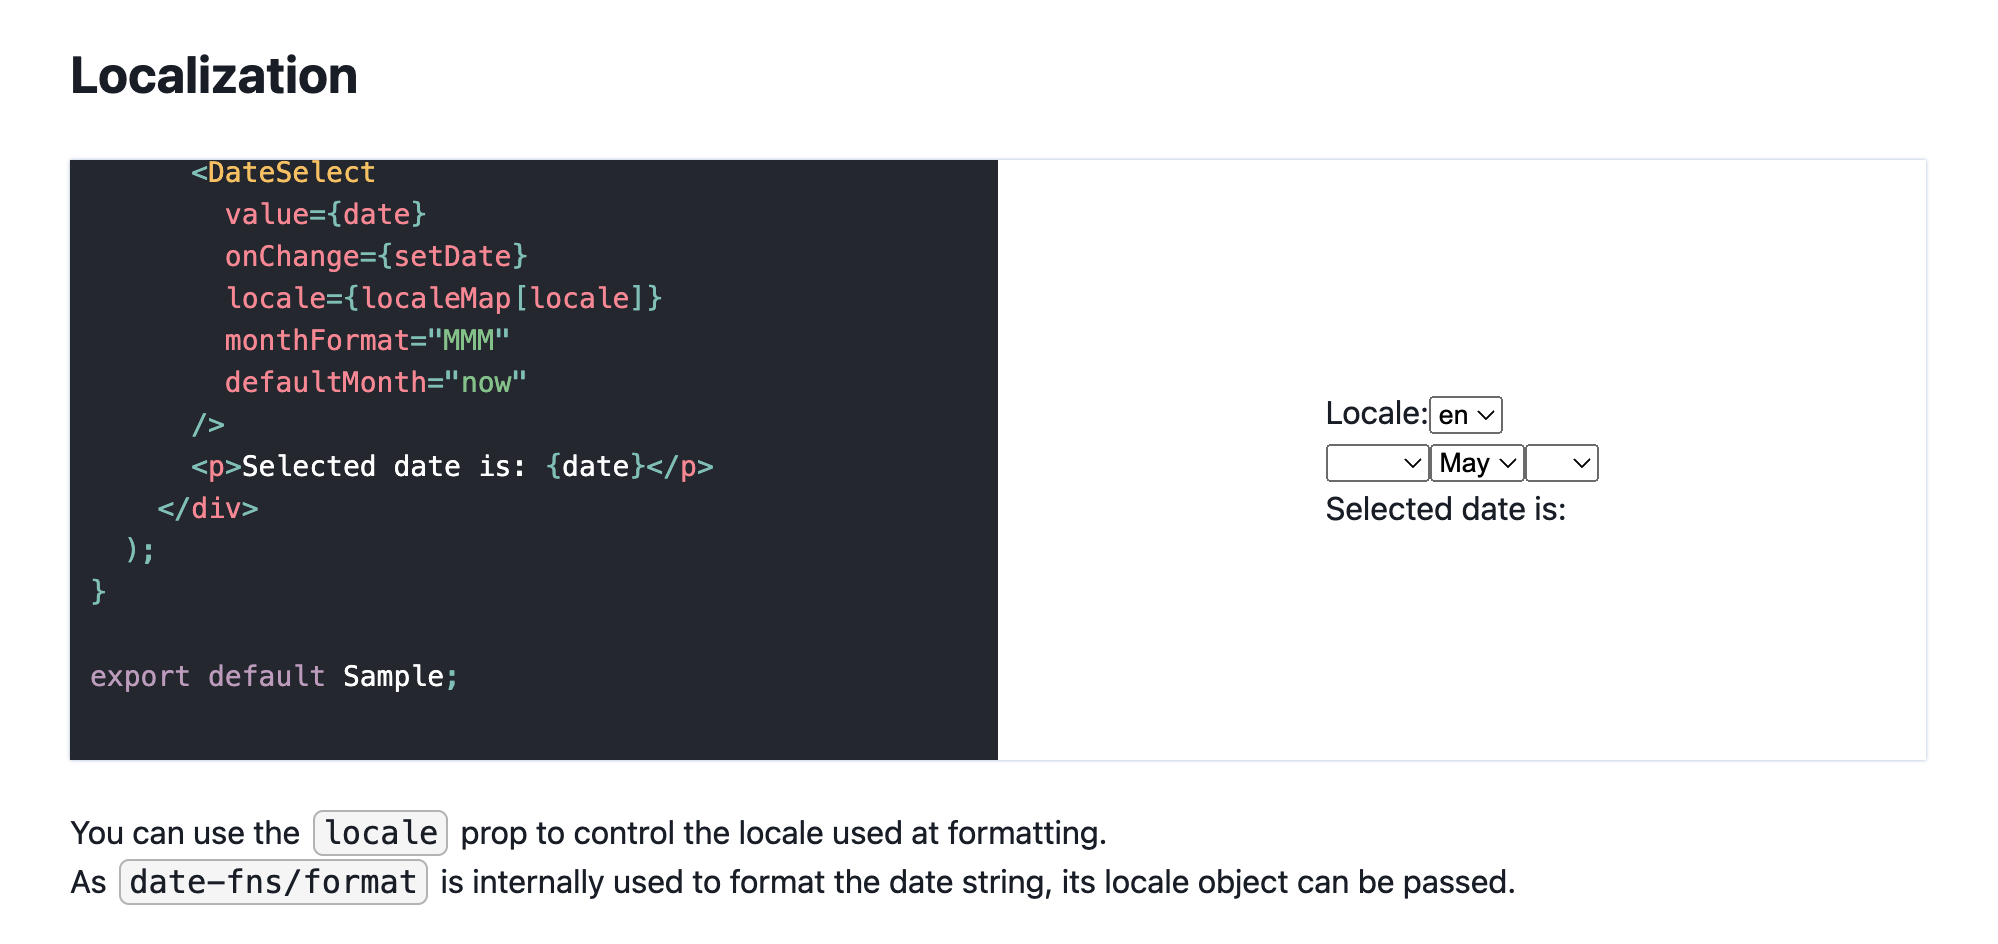 Localization
<DateSelect
value={date}
onChange={setDate}
locale={localeMap[locale]}
monthFormat="MMM"
defaultMonth="now"
/>
<p>Selected date is: {date}</p>
</div>
);
}
export default Sample;
Locale: en
May
Selected date is:
You can use the locale prop to control the locale used at formatting.
As date-fns/format is internally used to format the date string, its locale object can be passed.